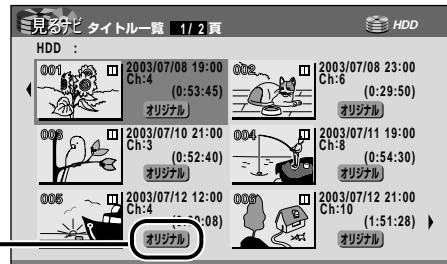 見るナビ タイトル一覧 1/2頁 HDD
HDD :
001 2003/07/08 19:00
Ch:4
(0:53:45)
オリジナル
002 2003/07/08 23:00
Ch:6
(0:29:50)
オリジナル
003 2003/07/10 21:00
Ch:3
(0:52:40)
オリジナル
004 2003/07/11 19:00
Ch:8
(0:54:30)
オリジナル
005 2003/07/12 12:00
Ch:4
オリジナル
006 2003/07/12 21:00
Ch:10
(1:51:28)
オリジナル